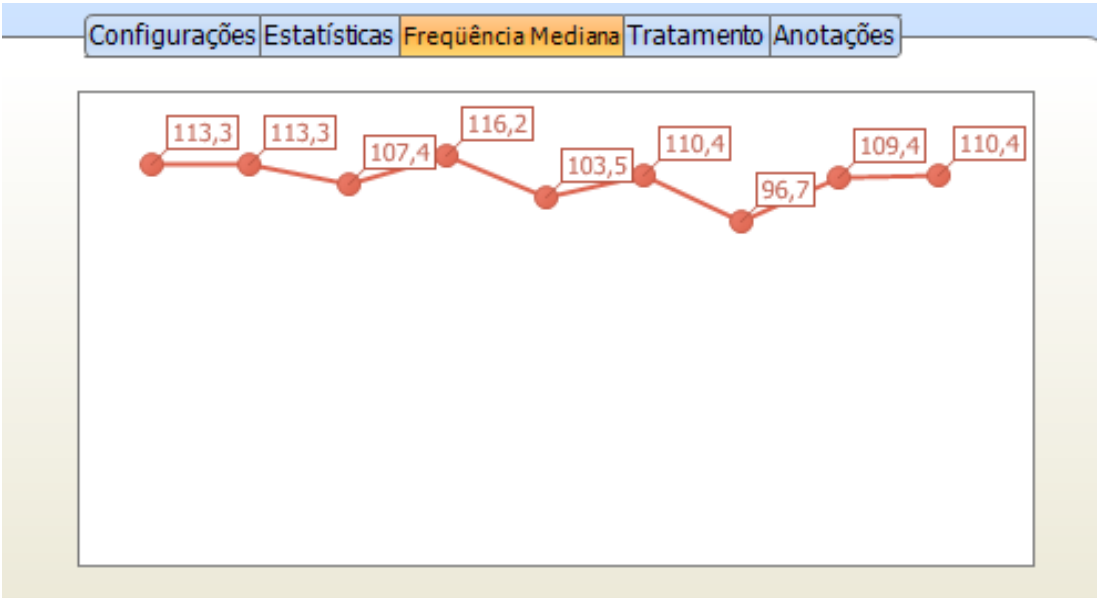 Configurações Estatísticas Freqüência Mediana Tratamento Anotações
113,3 113,3 107,4 116,2 103,5 110,4 96,7 109,4 110,4